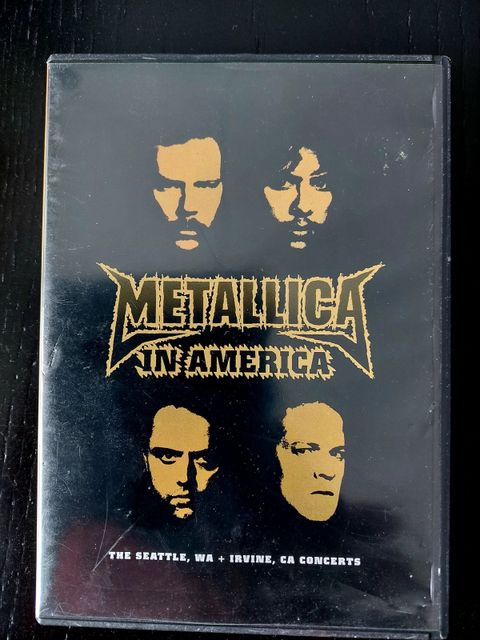 METALLICA
IN AMERICA
THE SEATTLE, WA + IRVINE, CA CONCERTS